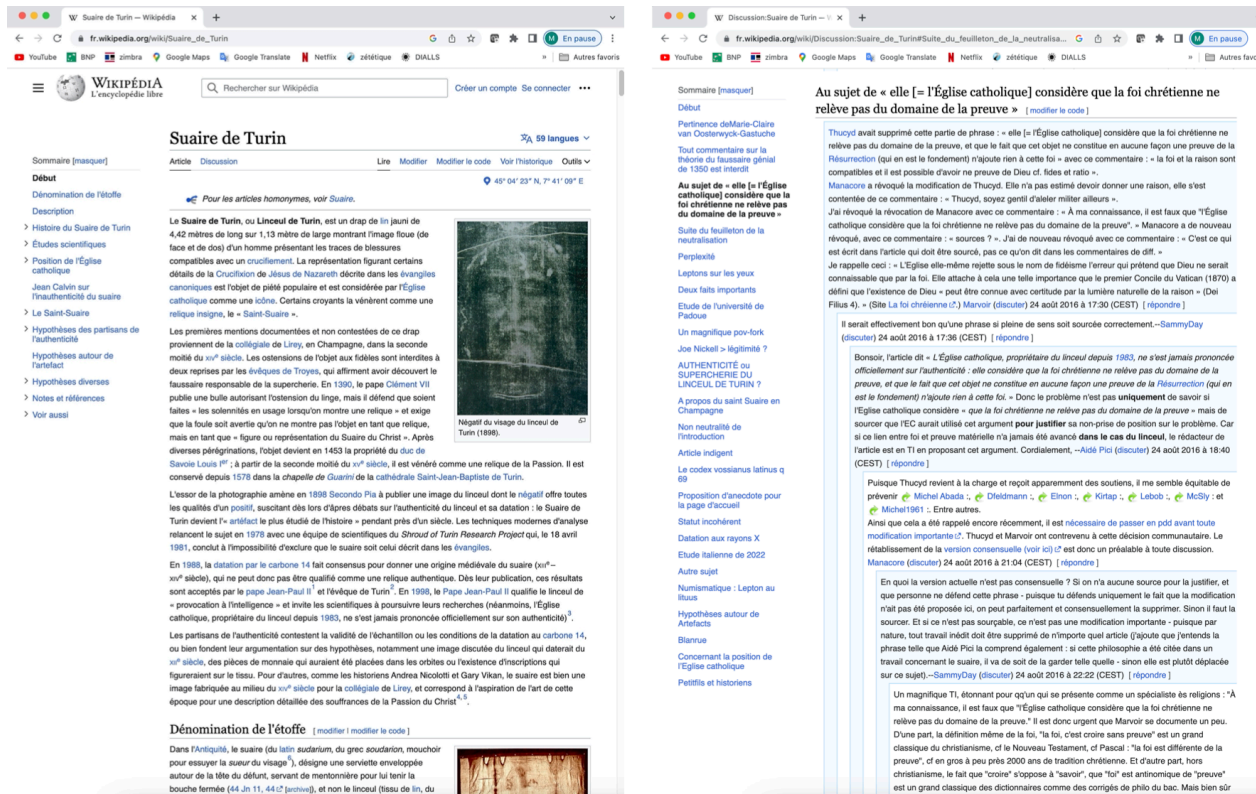 Suaire de Turin — Wikipédia
fr.wikipedia.org/wiki/Suaire_de_Turin
M En pause
YouTube BNP zimbra Google Maps Google Translate Netflix zététique DIALLS » Autres favoris
WIKIPÉDIA
L'encyclopédie libre
Rechercher sur Wikipédia
Créer un compte Se connecter •••
Suaire de Turin
59 langues
Article Discussion Lire Modifier Modifier le code Voir l'historique Outils
45° 04′ 23″ N, 7° 41′ 09″ E
Sommaire [masquer]
Début
Dénomination de l'étoffe
Description
Histoire du Suaire de Turin
Études scientifiques
Position de l'Église
catholique
Jean Calvin sur
l'inauthenticité du suaire
Le Saint-Suaire
Hypothèses des partisans de
l'authenticité
Hypothèses autour de
l'artefact
Hypothèses diverses
Notes et références
Voir aussi
Pour les articles homonymes, voir Suaire.
Le Suaire de Turin, ou Linceul de Turin, est un drap de lin jauni de
4,42 mètres de long sur 1,13 mètre de large montrant l'image floue (de
face et de dos) d'un homme présentant les traces de blessures
compatibles avec un crucifiement. La représentation figurant certains
détails de la Crucifixion de Jésus de Nazareth décrite dans les évangiles
canoniques est l'objet de piété populaire et est considérée par l'Église
catholique comme une icône. Certains croyants la vénèrent comme une
relique insigne, le « Saint-Suaire ».
Les premières mentions documentées et non contestées de ce drap
proviennent de la collégiale de Lirey, en Champagne, dans la seconde
moitié du XIVe siècle. Les ostensions de l'objet aux fidèles sont interdites à
deux reprises par les évêques de Troyes, qui affirment avoir découvert le
faussaire responsable de la supercherie. En 1390, le pape Clément VII
publie une bulle autorisant l'ostension du linge, mais il défend que soient
faites « les solennités en usage lorsqu'on montre une relique » et exige
que la foule soit avertie qu'on ne montre pas l'objet en tant que relique,
mais en tant que « figure ou représentation du Suaire du Christ ». Après
diverses pérégrinations, l'objet devient en 1453 la propriété du duc de
Savoie Louis Ier ; à partir de la seconde moitié du XVe siècle, il est vénéré comme une relique de la Passion. Il est
conservé depuis 1578 dans la chapelle de Guarini de la cathédrale Saint-Jean-Baptiste de Turin.
Négatif du visage du linceul de
Turin (1898).
L'essor de la photographie amène en 1898 Secondo Pia à publier une image du linceul dont le négatif offre toutes
les qualités d'un positif, suscitant dès lors d'âpres débats sur l'authenticité du linceul et sa datation : le Suaire de
Turin devient l'« artéfact le plus étudié de l'histoire » pendant près d'un siècle. Les techniques modernes d'analyse
relancent le sujet en 1978 avec une équipe de scientifiques du Shroud of Turin Research Project qui, le 18 avril
1981, conclut à l'impossibilité d'exclure que le suaire soit celui décrit dans les évangiles.
En 1988, la datation par le carbone 14 fait consensus pour donner une origine médiévale du suaire (XIIIe–
XIVe siècle), qui ne peut donc pas être qualifié comme une relique authentique. Dès leur publication, ces résultats
sont acceptés par le pape Jean-Paul II1 et l'évêque de Turin2. En 1998, le Pape Jean-Paul II qualifie le linceul de
« provocation à l'intelligence » et invite les scientifiques à poursuivre leurs recherches (néanmoins, l'Église
catholique, propriétaire du linceul depuis 1983, ne s'est jamais prononcée officiellement sur son authenticité)3.
Les partisans de l'authenticité contestent la validité de l'échantillon ou les conditions de la datation au carbone 14,
ou bien fondent leur argumentation sur des hypothèses, notamment une image discutée du linceul qui daterait du
XIIe siècle, des pièces de monnaie qui auraient été placées dans les orbites ou l'existence d'inscriptions qui
figureraient sur le tissu. Pour d'autres, comme les historiens Andrea Nicolotti et Gary Vikan, le suaire est bien une
image fabriquée au milieu du XIVe siècle pour la collégiale de Lirey, et correspond à l'aspiration de l'art de cette
époque pour une description détaillée des souffrances de la Passion du Christ4,5.
Dénomination de l'étoffe [ modifier | modifier le code ]
Dans l'Antiquité, le suaire (du latin sudarium, du grec soudarion, mouchoir
pour essuyer la sueur du visage6), désigne une serviette enveloppée
autour de la tête du défunt, servant de mentonnière pour lui tenir la
bouche fermée (44 Jn 11, 44 [archive]), et non le linceul (tissu de lin, du
Discussion:Suaire de Turin —
fr.wikipedia.org/wiki/Discussion:Suaire_de_Turin#Suite_du_feuilleton_de_la_neutralisa...
M En pause
YouTube BNP zimbra Google Maps Google Translate Netflix zététique DIALLS » Autres favoris
Sommaire [masquer]
Début
Pertinence deMarie-Claire
van Oosterwyck-Gastuche
Tout commentaire sur la
théorie du faussaire génial
de 1350 est interdit
Au sujet de « elle [= l'Église
catholique] considère que la
foi chrétienne ne relève pas
du domaine de la preuve »
Suite du feuilleton de la
neutralisation
Perplexité
Leptons sur les yeux
Deux faits importants
Etude de l'université de
Padoue
Un magnifique pov-fork
Joe Nickell > légitimité ?
AUTHENTICITÉ ou
SUPERCHERIE DU
LINCEUL DE TURIN ?
A propos du saint Suaire en
Champagne
Non neutralité de
l'introduction
Article indigent
Le codex vossianus latinus q
69
Proposition d'anecdote pour
la page d'accueil
Statut incohérent
Datation aux rayons X
Etude italienne de 2022
Autre sujet
Numismatique : Lepton au
lituus
Hypothèses autour de
Artefacts
Blanrue
Concernant la position de
l'Eglise catholique
Petitfils et historiens
Au sujet de « elle [= l'Église catholique] considère que la foi chrétienne ne
relève pas du domaine de la preuve » [ modifier le code ]
Thucyd avait supprimé cette partie de phrase : « elle [= l'Église catholique] considère que la foi chrétienne ne
relève pas du domaine de la preuve, et que le fait que cet objet ne constitue en aucune façon une preuve de la
Résurrection (qui en est le fondement) n'ajoute rien à cette foi » avec ce commentaire : « la foi et la raison sont
compatibles et il est possible d'avoir ne preuve de Dieu cf. fides et ratio ».
Manacore a révoqué la modification de Thucyd. Elle n'a pas estimé devoir donner une raison, elle s'est
contentée de ce commentaire : « Thucyd, soyez gentil d'aleler militer ailleurs ».
J'ai révoqué la révocation de Manacore avec ce commentaire : « À ma connaissance, il est faux que "l'Église
catholique considère que la foi chrétienne ne relève pas du domaine de la preuve". » Manacore a de nouveau
révoqué, avec ce commentaire : « sources ? ». J'ai de nouveau révoqué avec ce commentaire : « C'est ce qui
est écrit dans l'article qui doit être sourcé, pas ce qu'on dit dans les commentaires de diff. »
Je rappelle ceci : « L'Eglise elle-même rejette sous le nom de fidéisme l'erreur qui prétend que Dieu ne serait
connaissable que par la foi. Elle attache à cela une telle importance que le premier Concile du Vatican (1870) a
défini que l'existence de Dieu « peut être connue avec certitude par la lumière naturelle de la raison » (Dei
Filius 4). » (Site La foi chréienne.) Marvoir (discuter) 24 août 2016 à 17:30 (CEST) [ répondre ]
Il serait effectivement bon qu'une phrase si pleine de sens soit sourcée correctement.--SammyDay
(discuter) 24 août 2016 à 17:36 (CEST) [ répondre ]
Bonsoir, l'article dit « L'Église catholique, propriétaire du linceul depuis 1983, ne s'est jamais prononcée
officiellement sur l'authenticité : elle considère que la foi chrétienne ne relève pas du domaine de la
preuve, et que le fait que cet objet ne constitue en aucune façon une preuve de la Résurrection (qui en
est le fondement) n'ajoute rien à cette foi. » Donc le problème n'est pas uniquement de savoir si
l'Eglise catholique considère « que la foi chrétienne ne relève pas du domaine de la preuve » mais de
sourcer que l'EC aurait utilisé cet argument pour justifier sa non-prise de position sur le problème. Car
si ce lien entre foi et preuve matérielle n'a jamais été avancé dans le cas du linceul, le rédacteur de
l'article est en TI en proposant cet argument. Cordialement, --Aidé Pici (discuter) 24 août 2016 à 18:40
(CEST) [ répondre ]
Puisque Thucyd revient à la charge et reçoit apparemment des soutiens, il me semble équitable de
prévenir Michel Abada :, Dfeldmann :, Elnon :, Kirtap :, Lebob :, McSly : et
Michel1961 :. Entre autres.
Ainsi que cela a été rappelé encore récemment, il est nécessaire de passer en pdd avant toute
modification importante. Thucyd et Marvoir ont contrevenu à cette décision communautaire. Le
rétablissement de la version consensuelle (voir ici) est donc un préalable à toute discussion.
Manacore (discuter) 24 août 2016 à 21:04 (CEST) [ répondre ]
En quoi la version actuelle n'est pas consensuelle ? Si on n'a aucune source pour la justifier, et
que personne ne défend cette phrase - puisque tu défends uniquement le fait que la modification
n'ait pas été proposée ici, on peut parfaitement et consensuellement la supprimer. Sinon il faut la
sourcer. Et si ce n'est pas sourçable, ce n'est pas une modification importante - puisque par
nature, tout travail inédit doit être supprimé de n'importe quel article (j'ajoute que j'entends la
phrase telle que Aidé Pici la comprend également : si cette philosophie a été citée dans un
travail concernant le suaire, il va de soit de la garder telle quelle - sinon elle est plutôt déplacée
sur ce sujet).--SammyDay (discuter) 24 août 2016 à 22:22 (CEST) [ répondre ]
Un magnifique TI, étonnant pour qq'un qui se présente comme un spécialiste ès religions : "À
ma connaissance, il est faux que "l'Église catholique considère que la foi chrétienne ne
relève pas du domaine de la preuve." Il est donc urgent que Marvoir se documente un peu.
D'une part, la définition même de la foi, "la foi, c'est croire sans preuve" est un grand
classique du christianisme, cf le Nouveau Testament, cf Pascal : "la foi est différente de la
preuve", cf en gros à peu près 2000 ans de tradition chrétienne. Et d'autre part, hors
christianisme, le fait que "croire" s'oppose à "savoir", que "foi" est antinomique de "preuve"
est un grand classique des dictionnaires comme des corrigés de philo du bac. Mais bien sûr